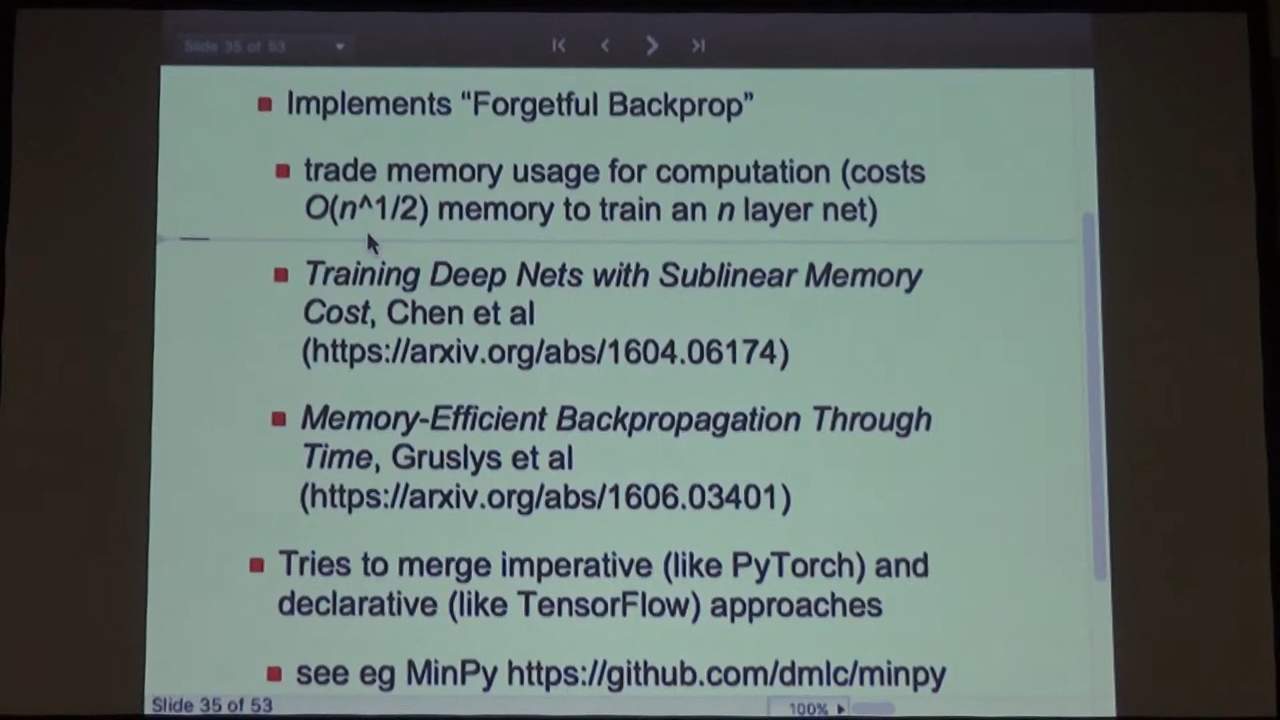 Slide 35 of 53
Implements “Forgetful Backprop”
trade memory usage for computation (costs
O(n^1/2) memory to train an n layer net)
Training Deep Nets with Sublinear Memory
Cost, Chen et al
(https://arxiv.org/abs/1604.06174)
Memory-Efficient Backpropagation Through
Time, Gruslys et al
(https://arxiv.org/abs/1606.03401)
Tries to merge imperative (like PyTorch) and
declarative (like TensorFlow) approaches
see eg MinPy https://github.com/dmlc/minpy
Slide 35 of 53
100%